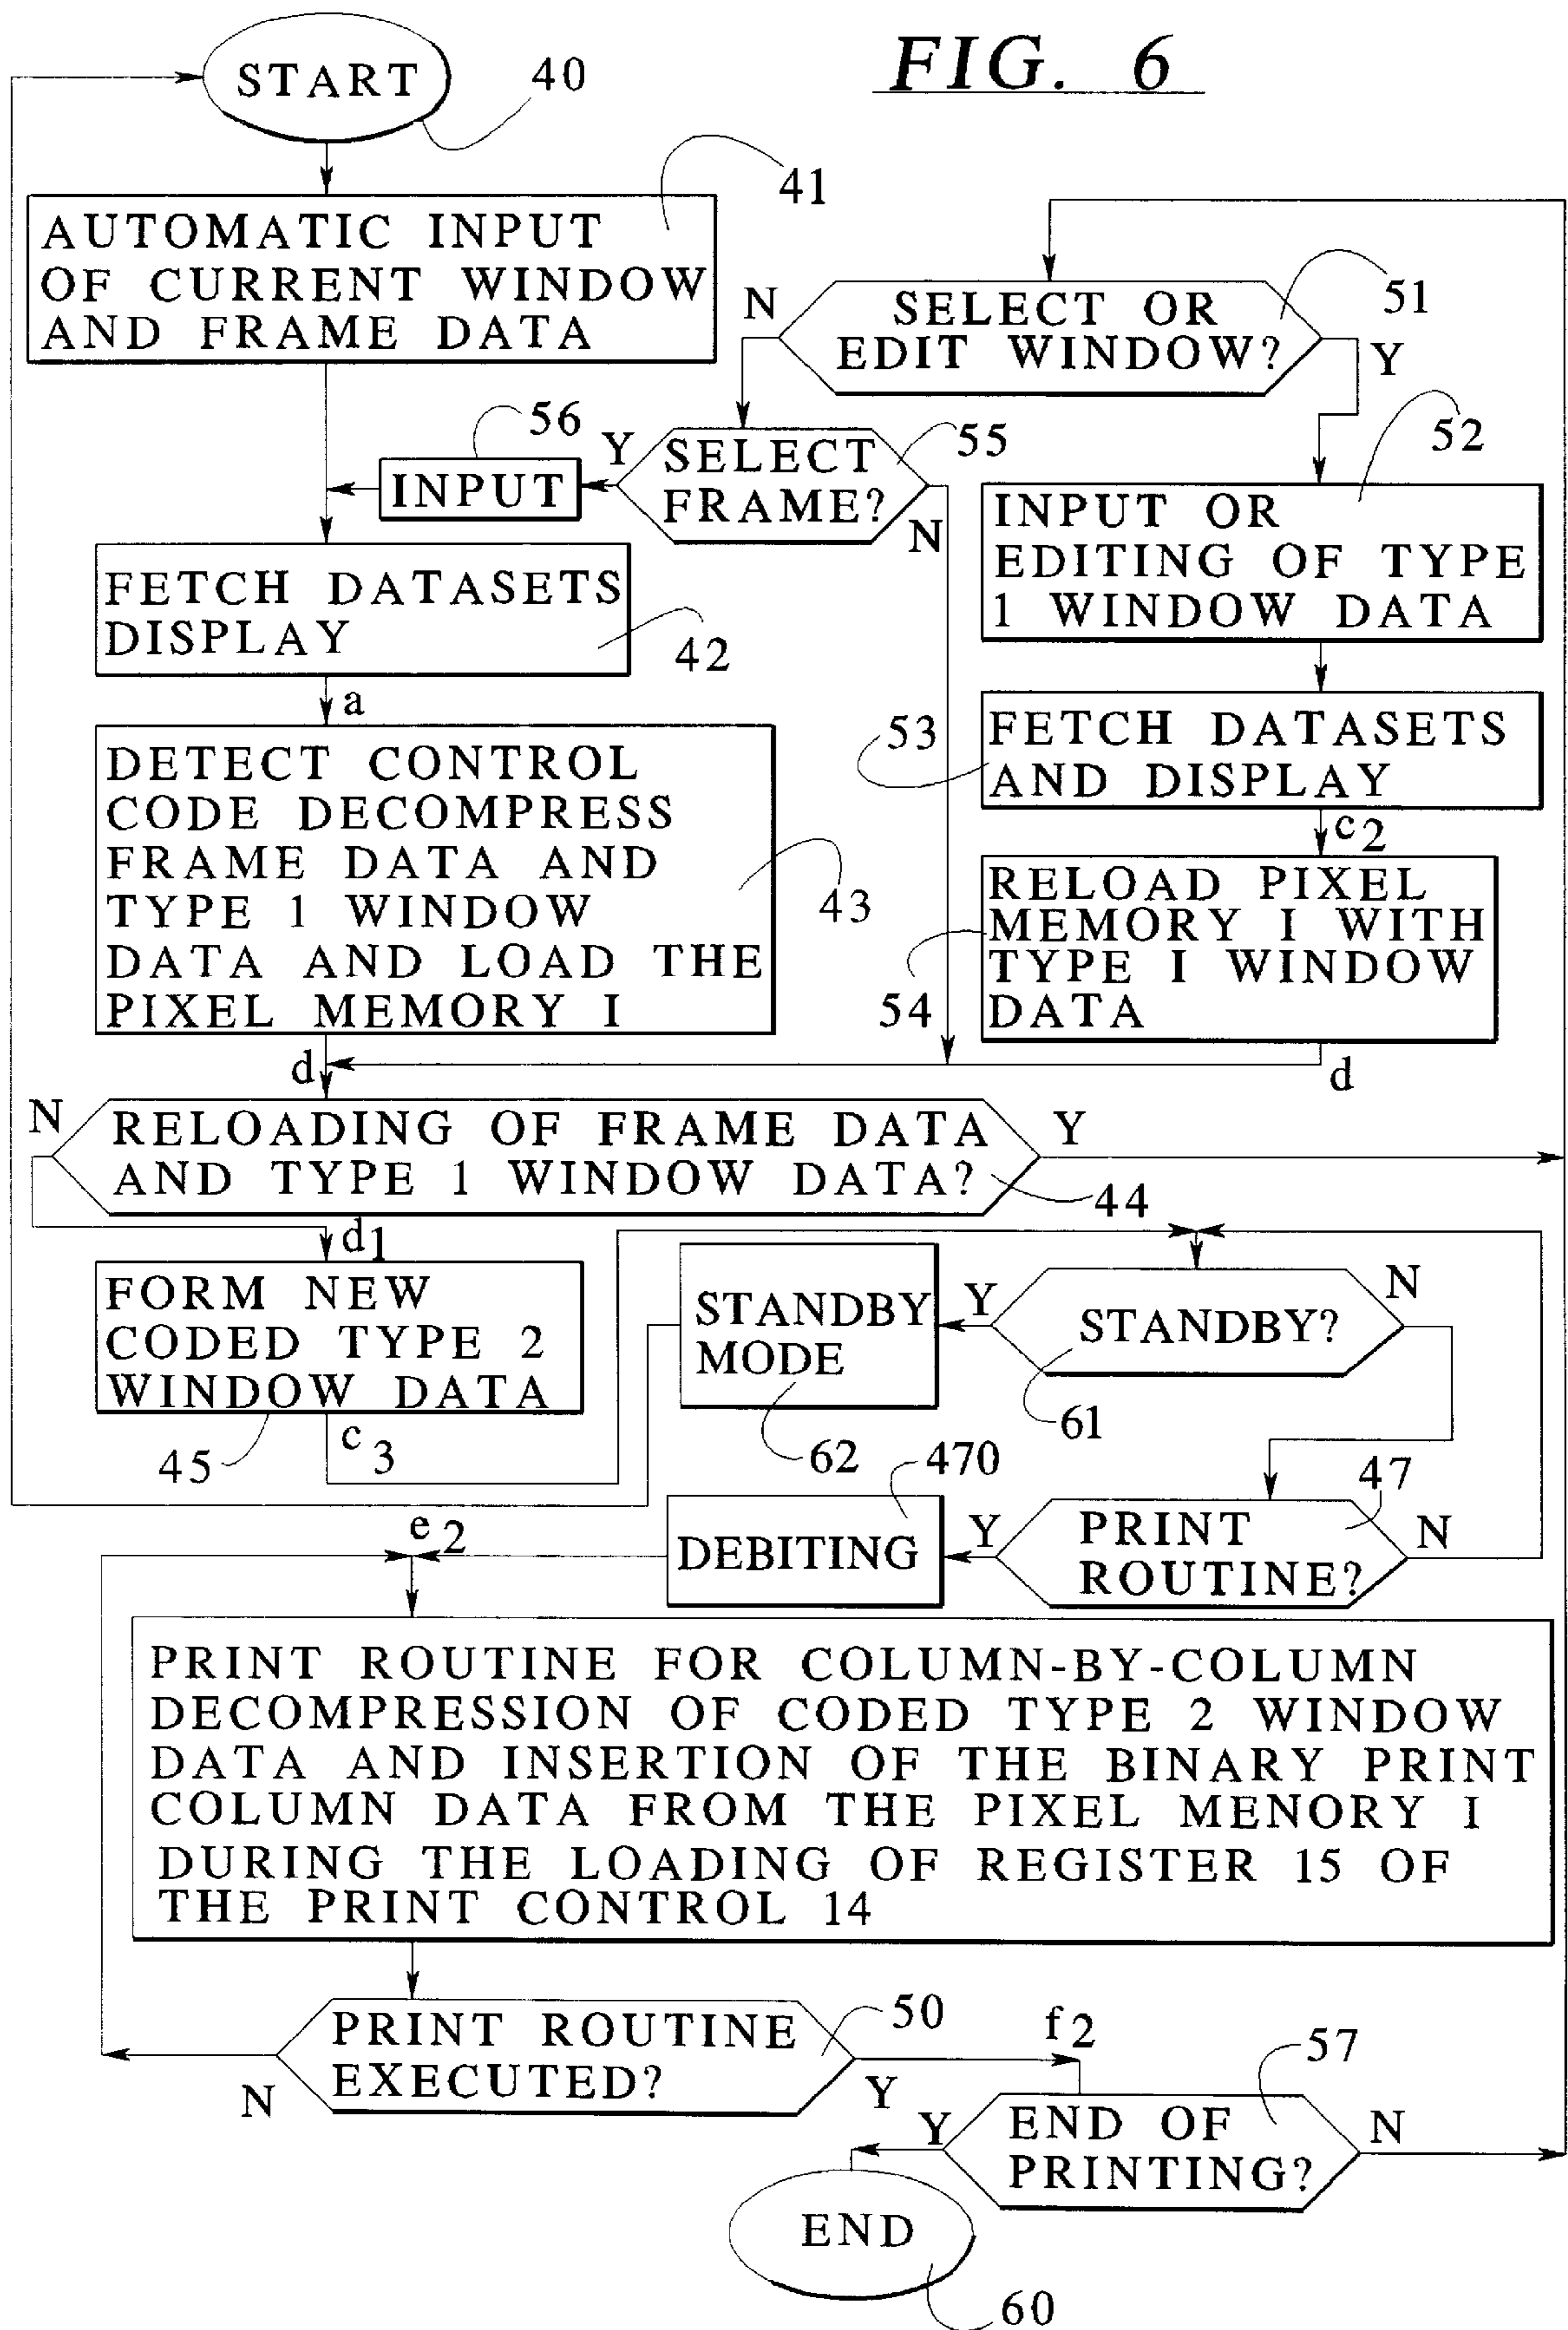 FIG. 6
START
40
41
AUTOMATIC INPUT
OF CURRENT WINDOW
AND FRAME DATA
N
SELECT OR
EDIT WINDOW?
51
Y
56
INPUT
Y
SELECT
FRAME?
55
N
52
INPUT OR
EDITING OF TYPE
1 WINDOW DATA
FETCH DATASETS
DISPLAY
42
a
53
FETCH DATASETS
AND DISPLAY
c2
DETECT CONTROL
CODE DECOMPRESS
FRAME DATA AND
TYPE 1 WINDOW
DATA AND LOAD THE
PIXEL MEMORY I
43
54
RELOAD PIXEL
MEMORY I WITH
TYPE I WINDOW
DATA
d
d
N
RELOADING OF FRAME DATA
AND TYPE 1 WINDOW DATA?
Y
44
d1
FORM NEW
CODED TYPE 2
WINDOW DATA
45
c3
STANDBY
MODE
62
Y
STANDBY?
N
61
470
47
e2
DEBITING
Y
PRINT
ROUTINE?
N
PRINT ROUTINE FOR COLUMN-BY-COLUMN
DECOMPRESSION OF CODED TYPE 2 WINDOW
DATA AND INSERTION OF THE BINARY PRINT
COLUMN DATA FROM THE PIXEL MENORY I
DURING THE LOADING OF REGISTER 15 OF
THE PRINT CONTROL 14
PRINT ROUTINE
EXECUTED?
50
N
Y
f2
57
Y
END OF
PRINTING?
N
END
60